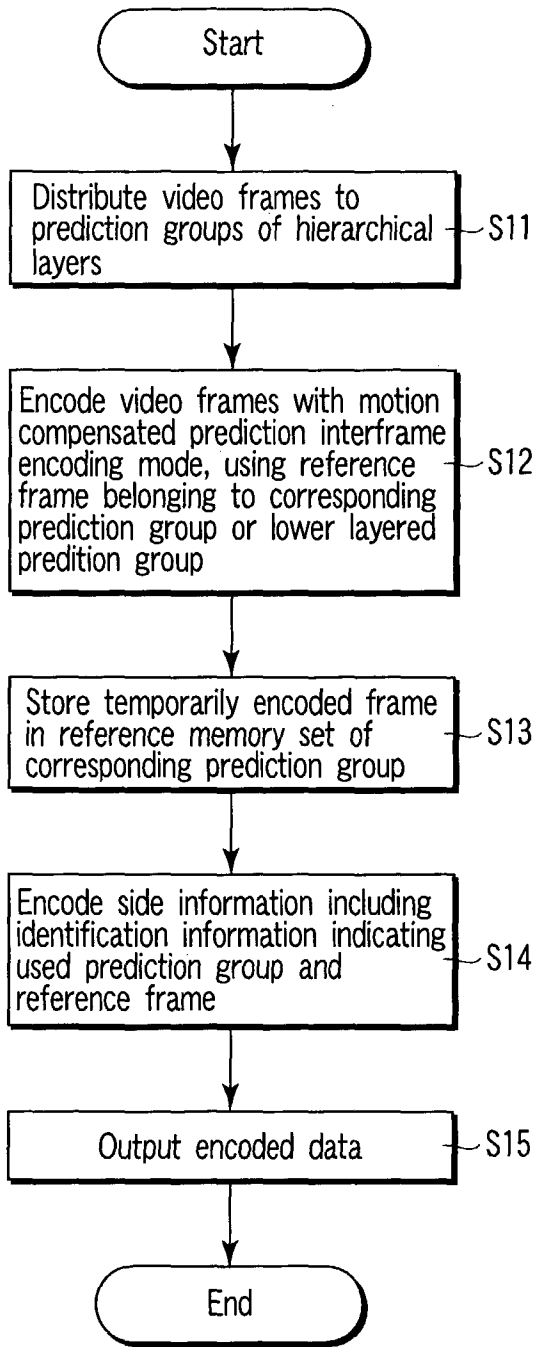 Start
Distribute video frames to
prediction groups of hierarchical
layers
S11
Encode video frames with motion
compensated prediction interframe
encoding mode, using reference
frame belonging to corresponding
prediction group or lower layered
predition group
S12
Store temporarily encoded frame
in reference memory set of
corresponding prediction group
S13
Encode side information including
identification information indicating
used prediction group and
reference frame
S14
Output encoded data
S15
End